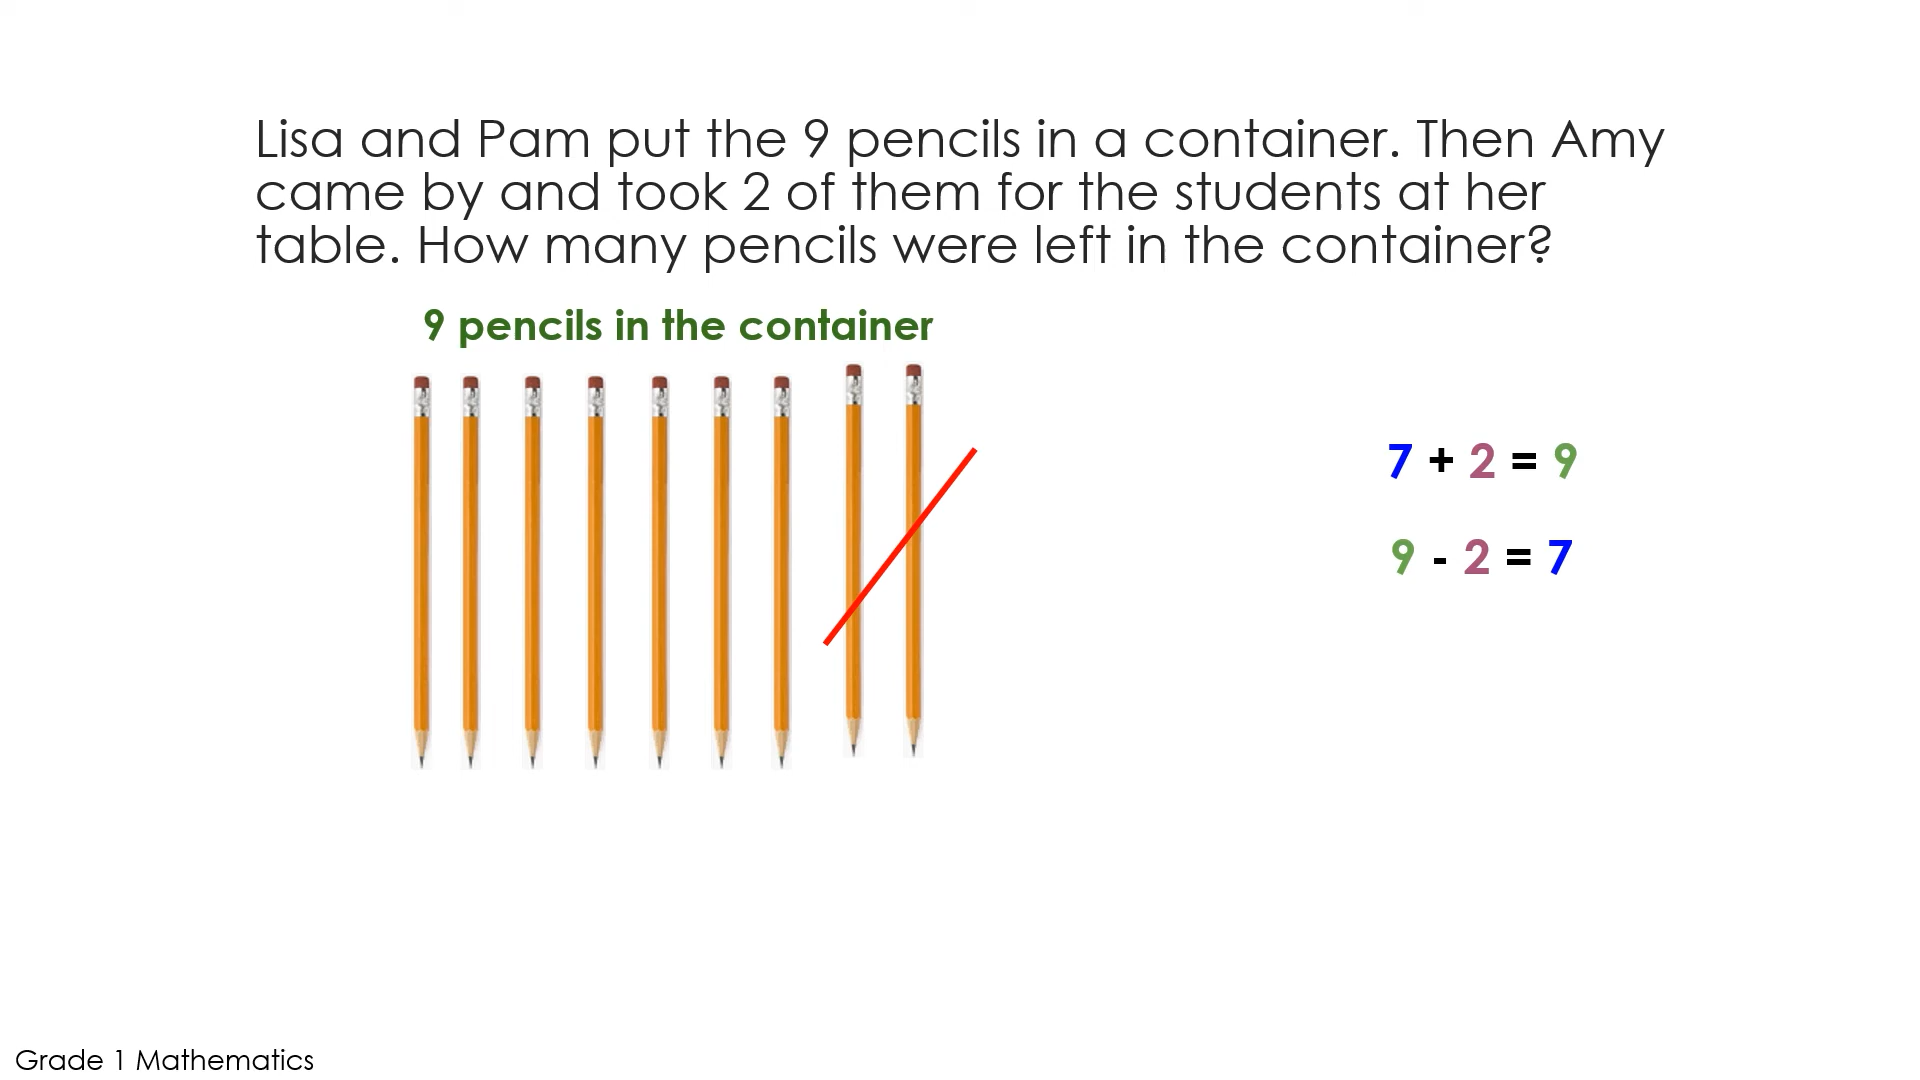 Lisa and Pam put the 9 pencils in a container. Then Amy
came by and took 2 of them for the students at her
table. How many pencils were left in the container?
9 pencils in the container
7 + 2 = 9
9 - 2 = 7
Grade 1 Mathematics